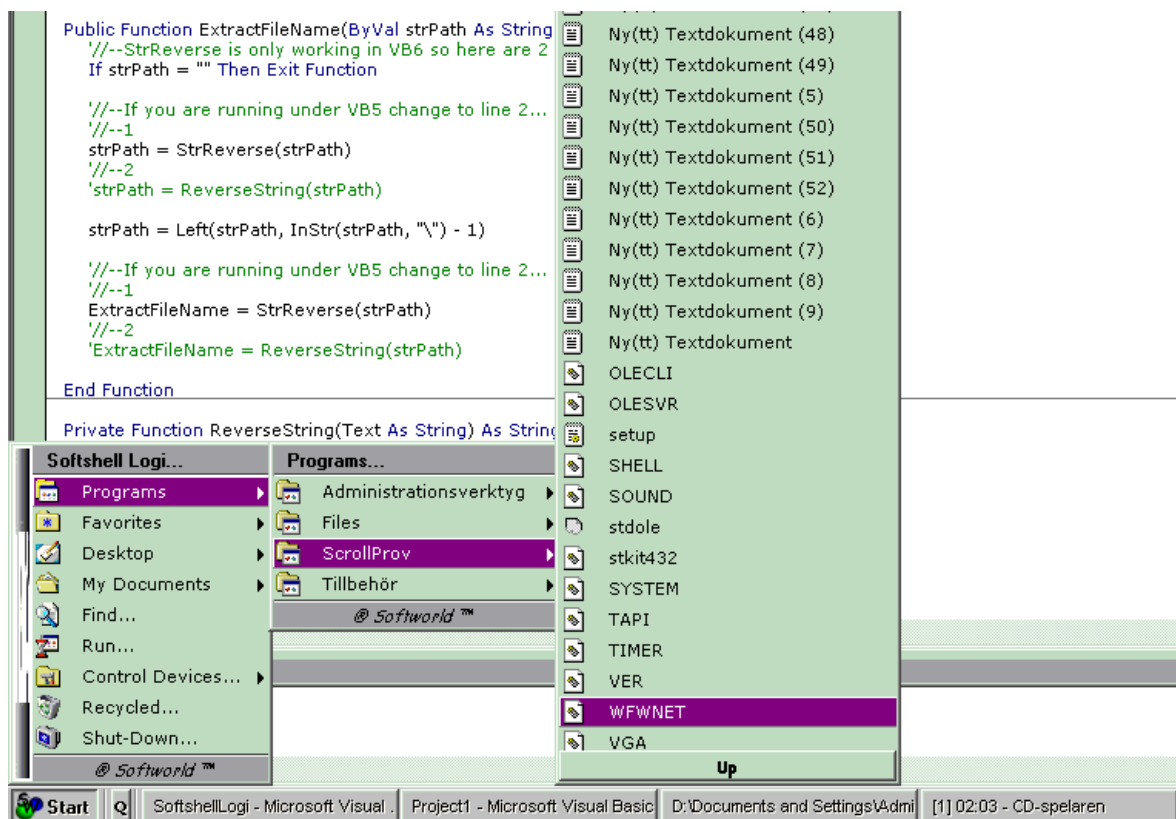 Public Function ExtractFileName(ByVal strPath As String
'//--StrReverse is only working in VB6 so here are 2
If strPath = "" Then Exit Function
'//--If you are running under VB5 change to line 2...
'//--1
strPath = StrReverse(strPath)
'//--2
'strPath = ReverseString(strPath)
strPath = Left(strPath, InStr(strPath, "\") - 1)
'//--If you are running under VB5 change to line 2...
'//--1
ExtractFileName = StrReverse(strPath)
'//--2
'ExtractFileName = ReverseString(strPath)
End Function
Private Function ReverseString(Text As String) As String
Softshell Logi...
Programs
Favorites
Desktop
My Documents
Find...
Run...
Control Devices...
Recycled...
Shut-Down...
® Softworld ™
Programs...
Administrationsverktyg
Files
ScrollProv
Tillbehör
® Softworld ™
Ny(tt) Textdokument (48)
Ny(tt) Textdokument (49)
Ny(tt) Textdokument (5)
Ny(tt) Textdokument (50)
Ny(tt) Textdokument (51)
Ny(tt) Textdokument (52)
Ny(tt) Textdokument (6)
Ny(tt) Textdokument (7)
Ny(tt) Textdokument (8)
Ny(tt) Textdokument (9)
Ny(tt) Textdokument
OLECLI
OLESVR
setup
SHELL
SOUND
stdole
stkit432
SYSTEM
TAPI
TIMER
VER
WFWNET
VGA
Up
Start
Q
SoftshellLogi - Microsoft Visual .
Project1 - Microsoft Visual Basic
D:\Documents and Settings\Admi
[1] 02:03 - CD-spelaren